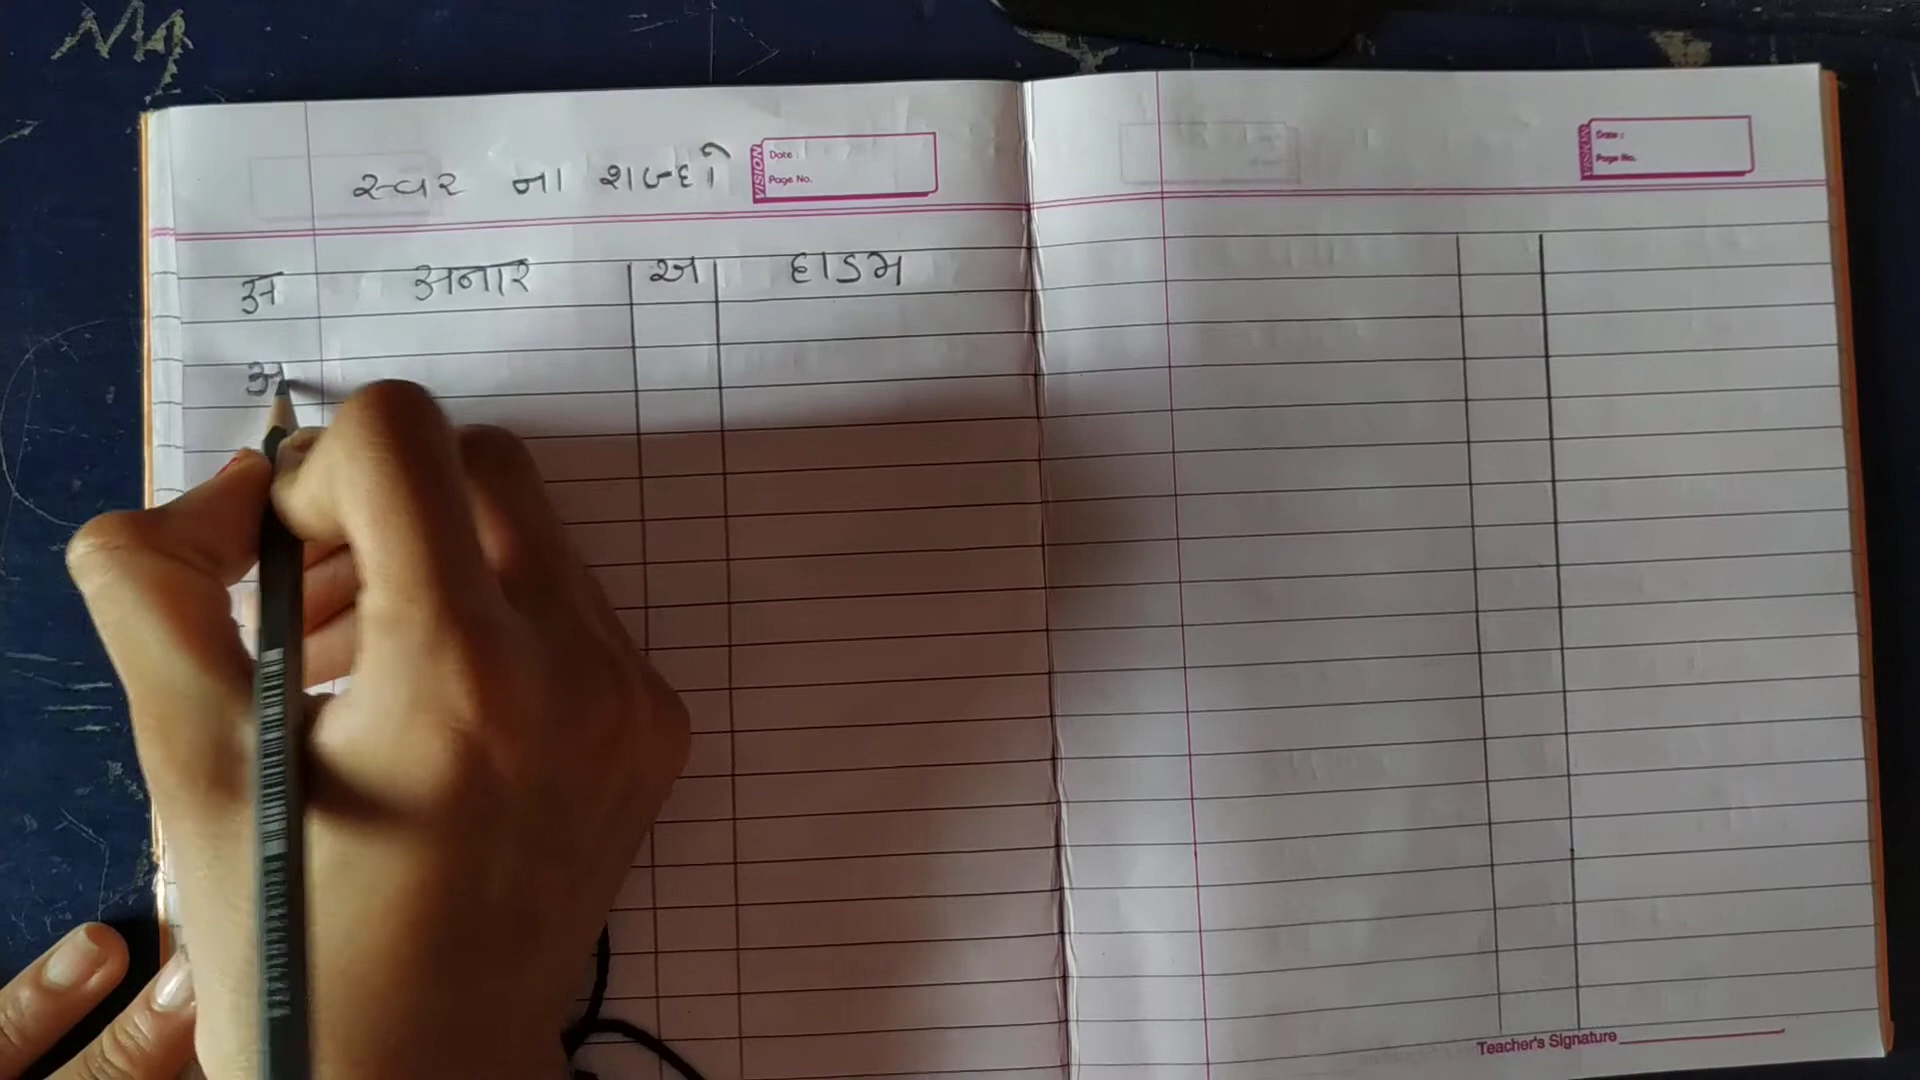 સ્વર ના શબ્દો
VISION Date : Page No.
VISION Date : Page No.
अ अनार અ દાડમ
अ
Teacher's Signature